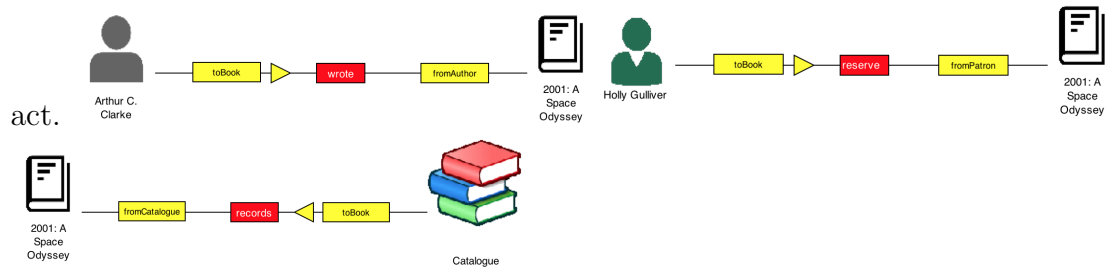 toBook
wrote
fromAuthor
Arthur C.
Clarke
2001: A
Space
Odyssey
toBook
reserve
fromPatron
Holly Gulliver
2001: A
Space
Odyssey
act.
fromCatalogue
records
toBook
2001: A
Space
Odyssey
Catalogue